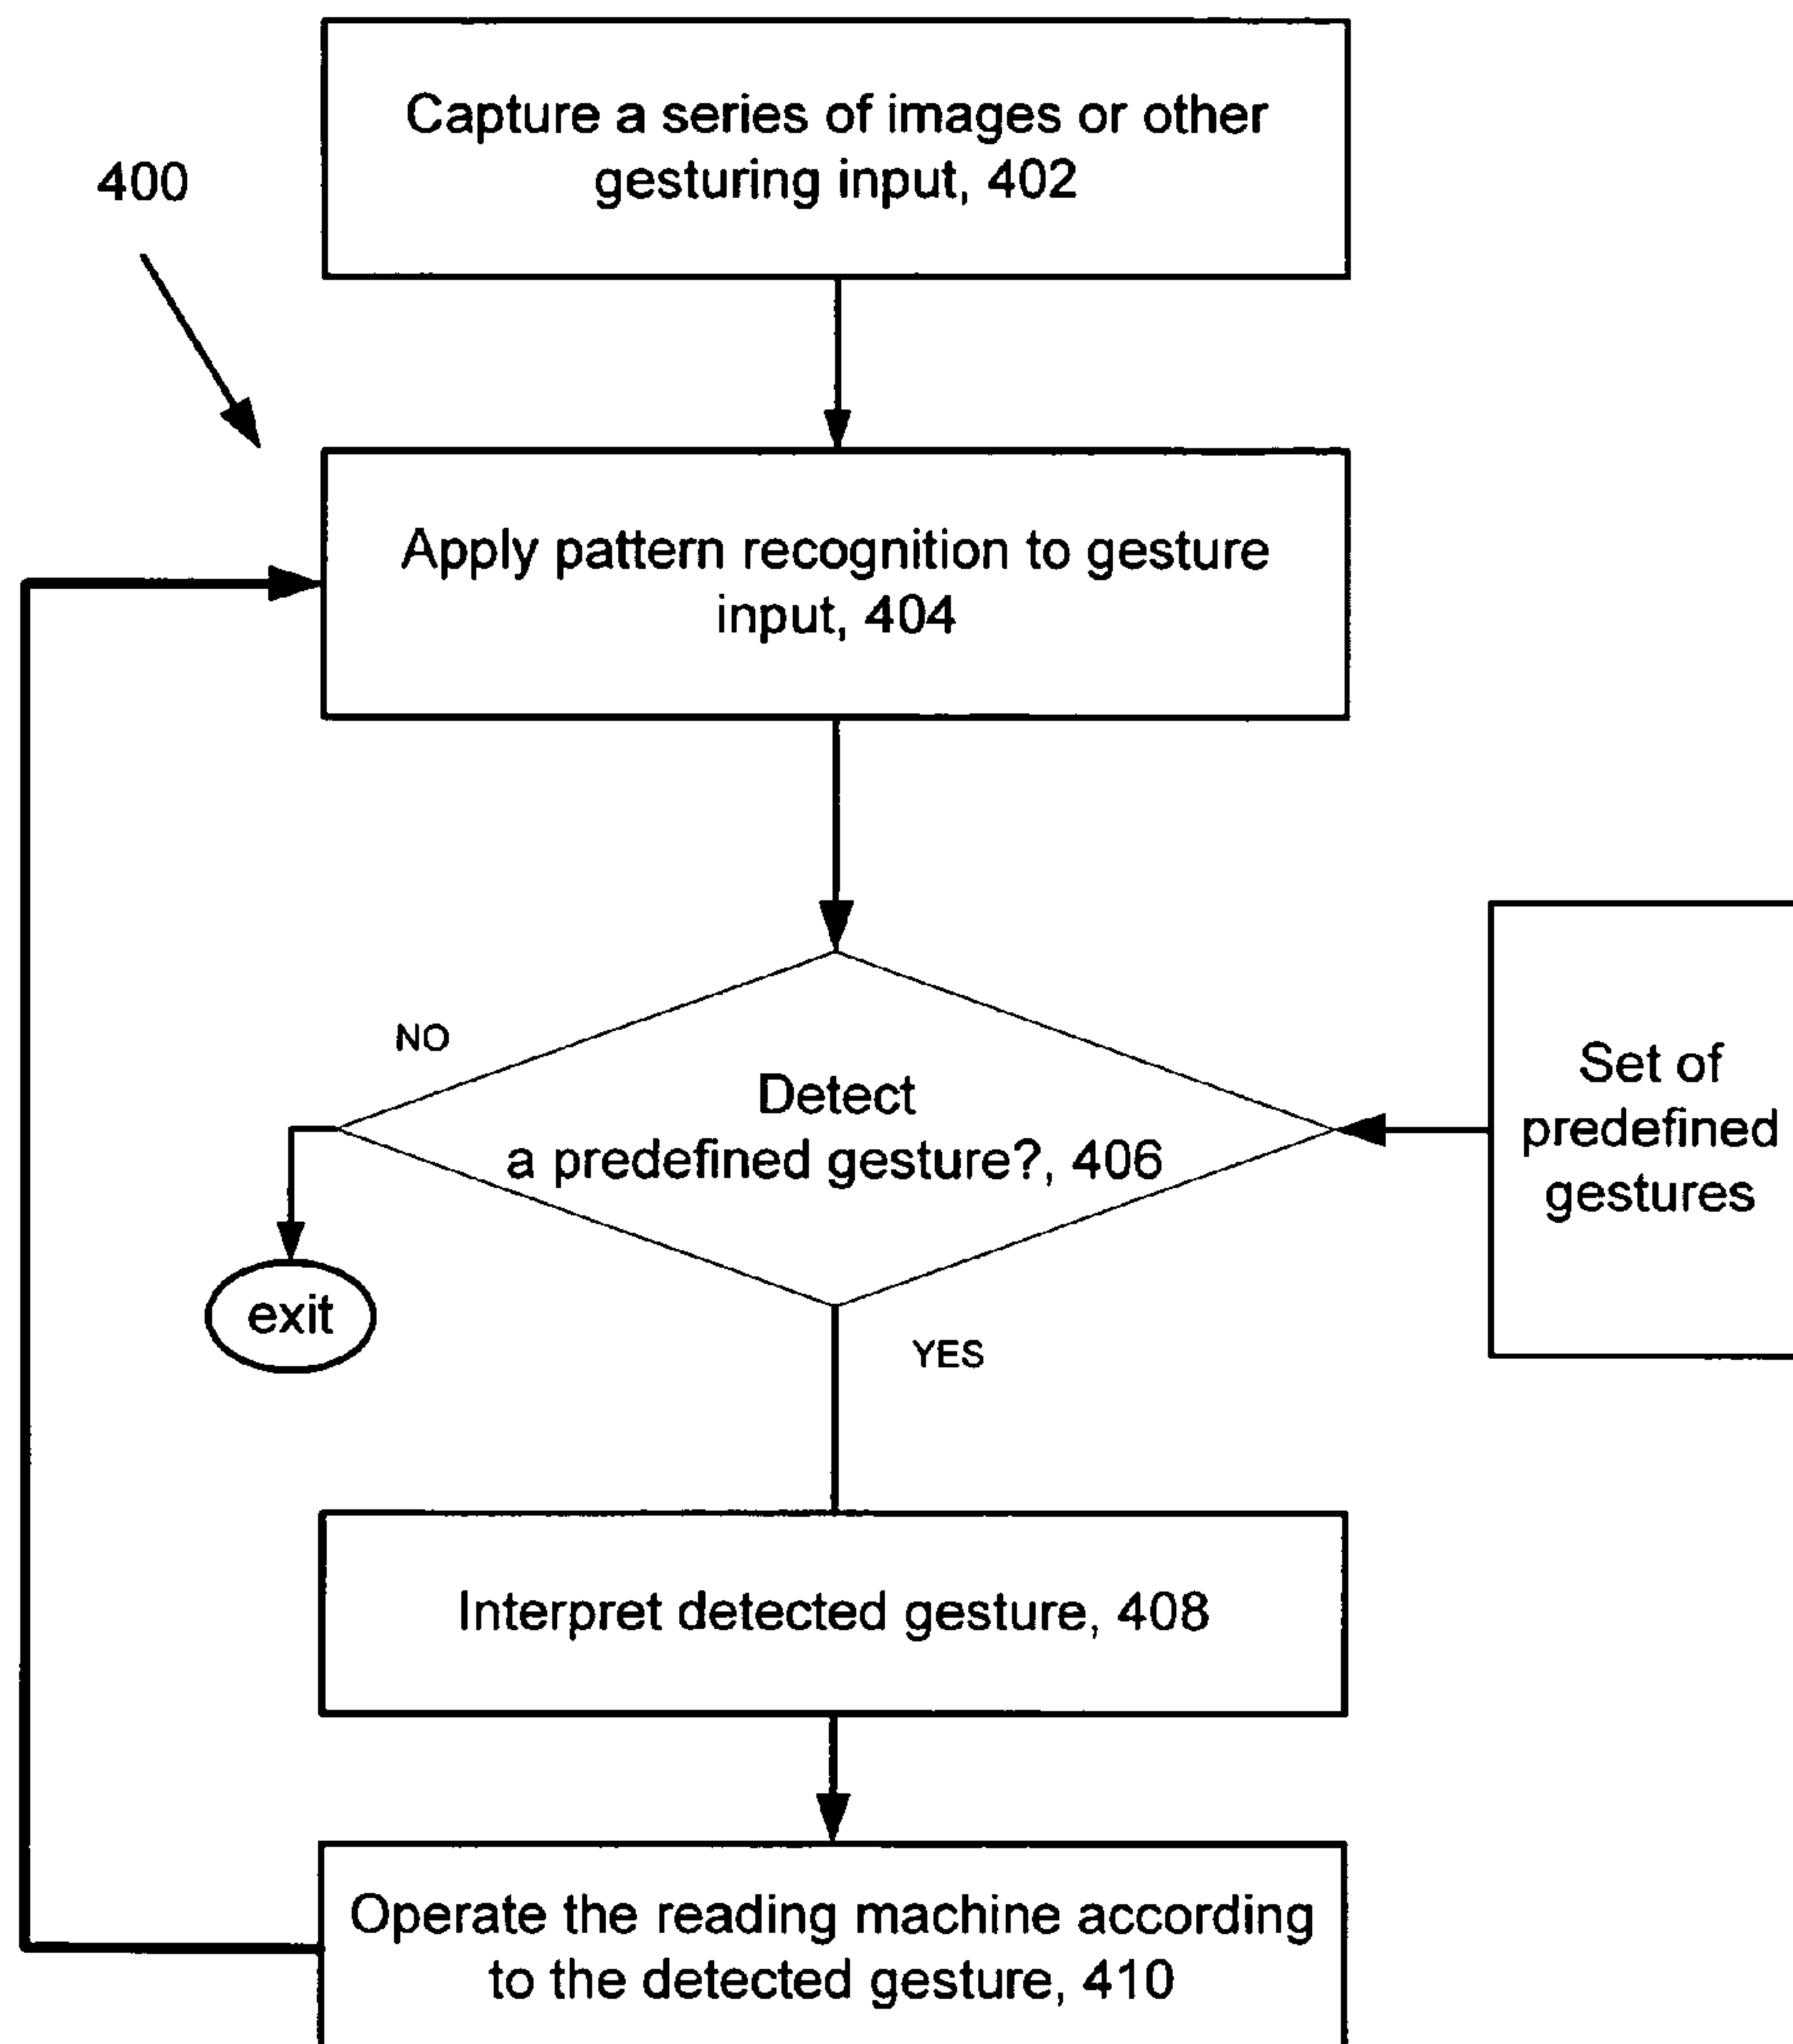 Capture a series of images or other
gesturing input, 402
400
Apply pattern recognition to gesture
input, 404
NO
Detect
a predefined gesture?, 406
Set of
predefined
gestures
exit
YES
Interpret detected gesture, 408
Operate the reading machine according
to the detected gesture, 410